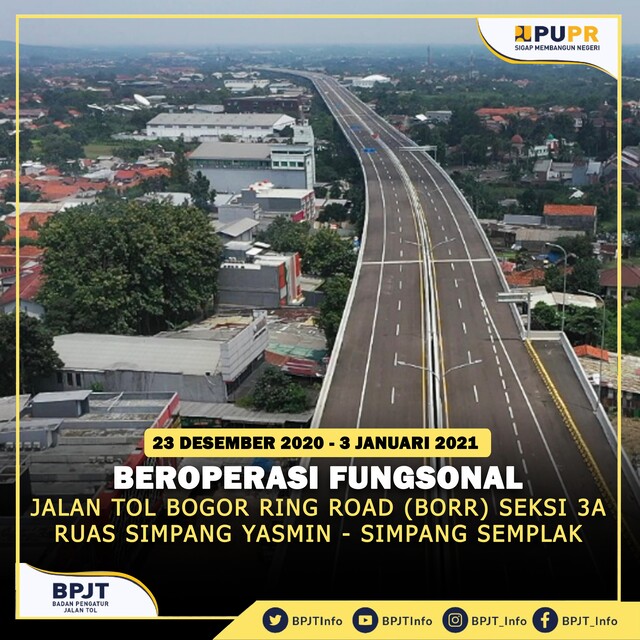 PUPR
SIGAP MEMBANGUN NEGERI
23 DESEMBER 2020 - 3 JANUARI 2021
BEROPERASI FUNGSONAL
JALAN TOL BOGOR RING ROAD (BORR) SEKSI 3A
RUAS SIMPANG YASMIN - SIMPANG SEMPLAK
BPJT
BADAN PENGATUR
JALAN TOL
BPJTInfo
BPJTInfo
BPJT_Info
BPJT_Info